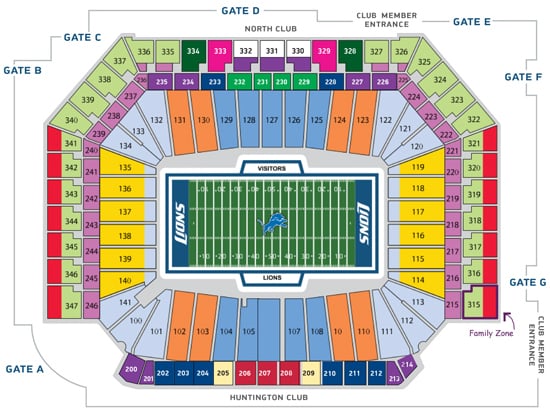 GATE D
NORTH CLUB
CLUB MEMBER
ENTRANCE
GATE E
GATE C
GATE B
GATE F
336 335 334 333 332 331 330 327 326
337 325
338 324
339 323
340 322
236 235 234 233 232 231 230 229 228 227 226 225
237 224
238 223
239 222
134 133 132 131 130 129 128 127 126 125 124 123 122 121 120
341 240 221 320
342 241 135 119 220 319
343 242 136 118 219 318
344 243 137 117 218 317
345 244 138 116 217
245 139 115 216 316
347 246 140 114 215 315
VISITORS
LIONS
LIONS
LIONS
141 113
100 101 102 103 104 105 106 107 108 10 110 111 112
200 201 202 203 204 205 206 207 208 209 210 211 212 213 214
GATE G
Family Zone
CLUB MEMBER
ENTRANCE
GATE A
HUNTINGTON CLUB